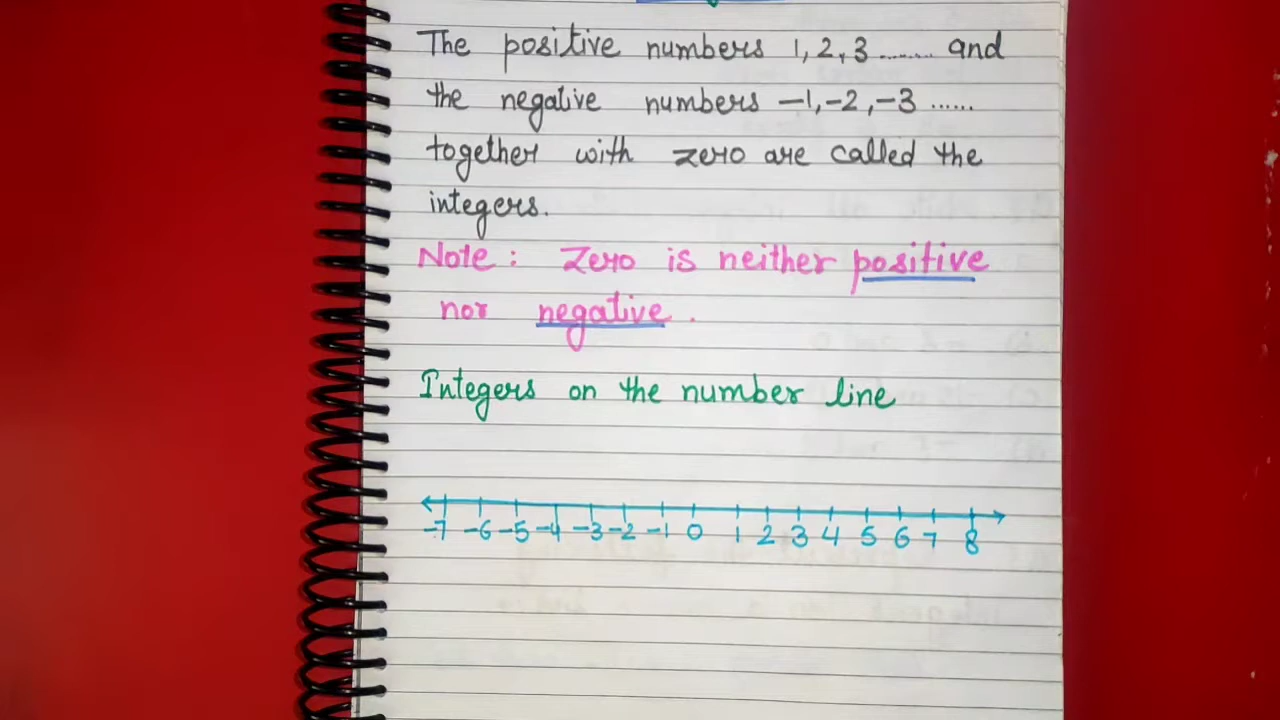 The positive numbers 1, 2, 3 ........ and
the negative numbers -1, -2, -3 ......
together with zero are called the
integers.
Note : Zero is neither positive
nor negative.
Integers on the number line
-7 -6 -5 -4 -3 -2 -1 0 1 2 3 4 5 6 7 8